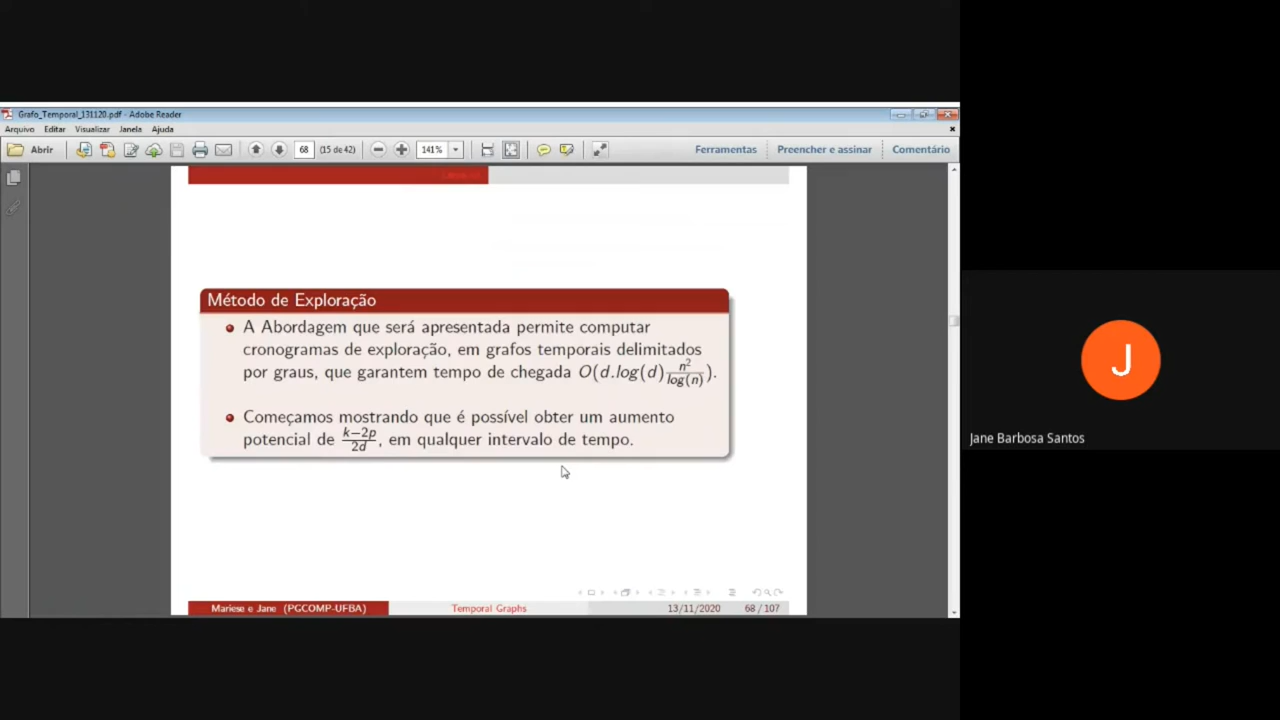 Grafo_Temporal_131120.pdf - Adobe Reader
Arquivo Editar Visualizar Janela Ajuda
Abrir 68 (15 de 42) 141% Ferramentas Preencher e assinar Comentário
Método de Exploração
A Abordagem que será apresentada permite computar
cronogramas de exploração, em grafos temporais delimitados
por graus, que garantem tempo de chegada O(d.log(d) n²/log(n)).
Começamos mostrando que é possível obter um aumento
potencial de k−2p/2d, em qualquer intervalo de tempo.
J
Jane Barbosa Santos
Mariese e Jane (PGCOMP-UFBA) Temporal Graphs 13/11/2020 68 / 107